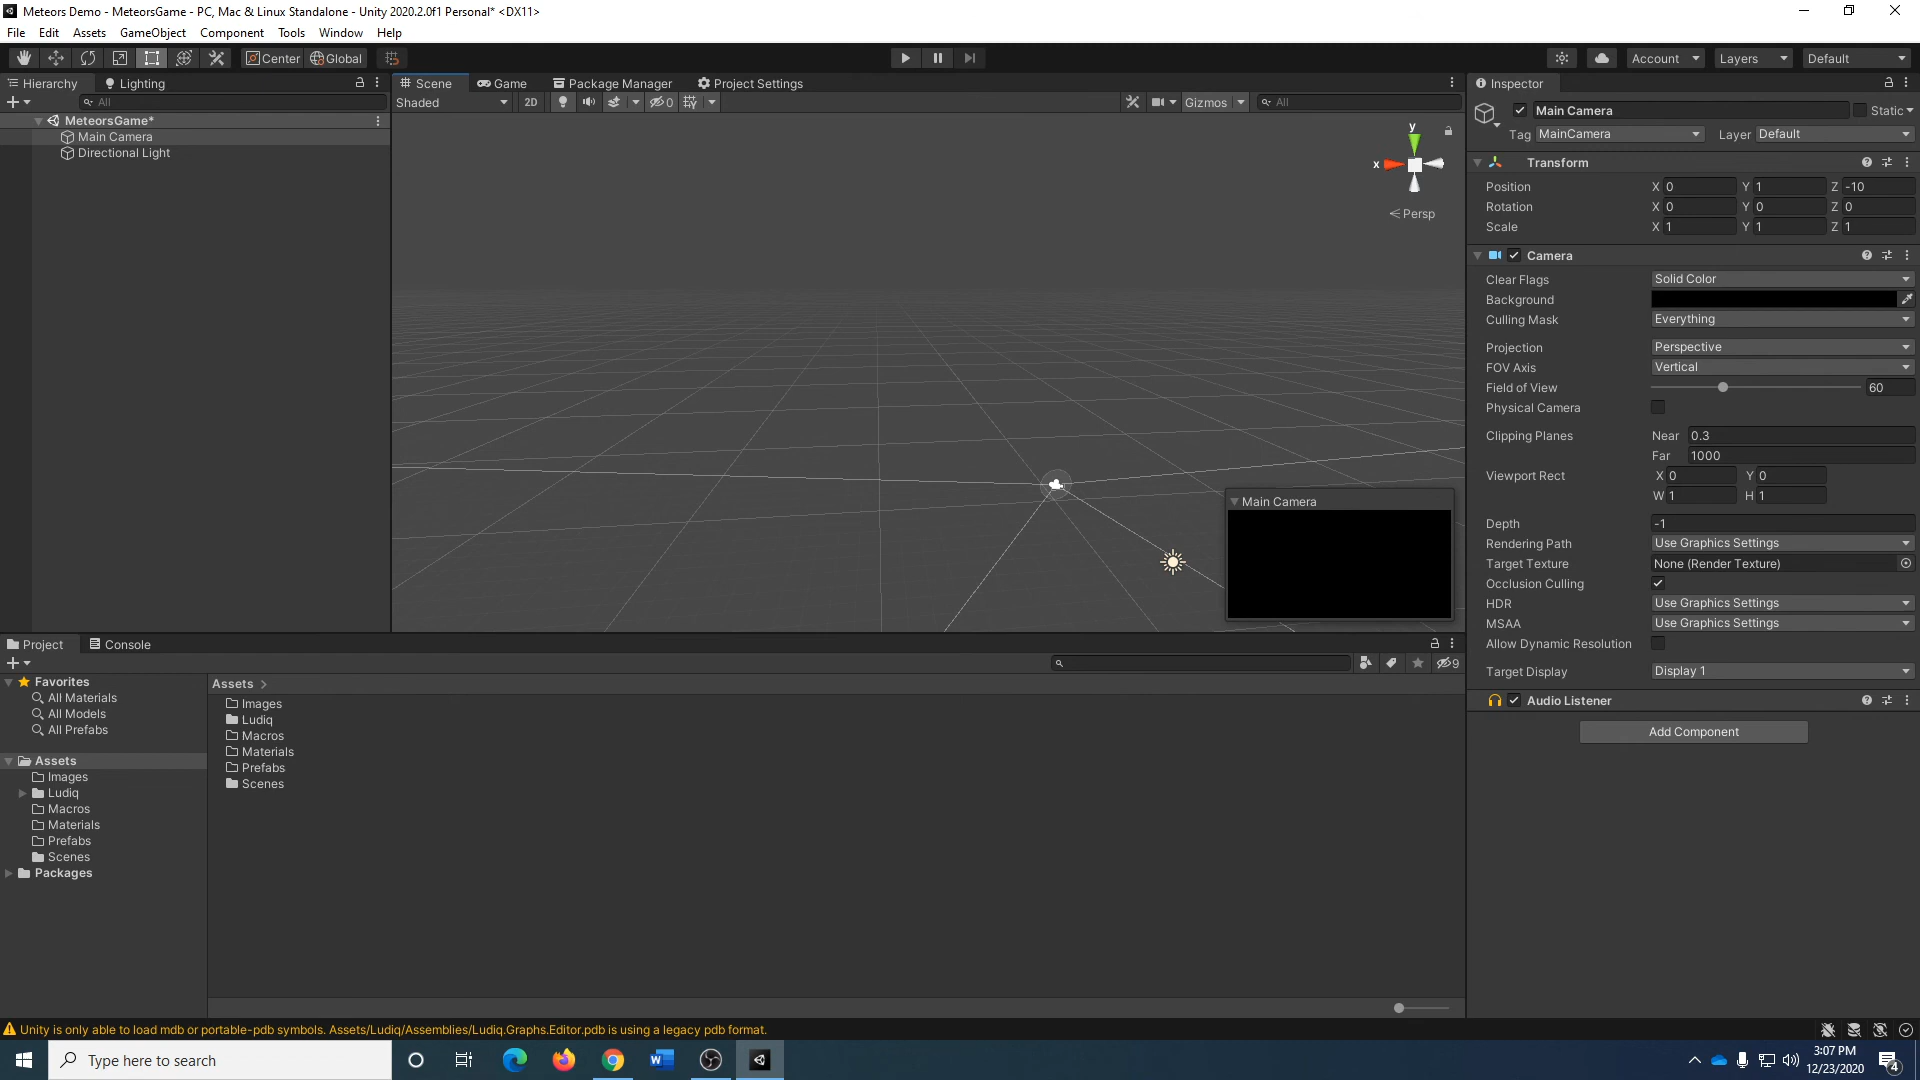 Meteors Demo - MeteorsGame - PC, Mac & Linux Standalone - Unity 2020.2.0f1 Personal* <DX11>
File Edit Assets GameObject Component Tools Window Help
Center Global Account Layers Default
Hierarchy Lighting
All
MeteorsGame*
Main Camera
Directional Light
Scene Game Package Manager Project Settings
Shaded 2D 0 Gizmos All
y
x
Persp
Main Camera
Inspector
Main Camera Static
Tag MainCamera Layer Default
Transform
Position X 0 Y 1 Z -10
Rotation X 0 Y 0 Z 0
Scale X 1 Y 1 Z 1
Camera
Clear Flags Solid Color
Background
Culling Mask Everything
Projection Perspective
FOV Axis Vertical
Field of View 60
Physical Camera
Clipping Planes Near 0.3
Far 1000
Viewport Rect X 0 Y 0
W 1 H 1
Depth -1
Rendering Path Use Graphics Settings
Target Texture None (Render Texture)
Occlusion Culling
HDR Use Graphics Settings
MSAA Use Graphics Settings
Allow Dynamic Resolution
Target Display Display 1
Audio Listener
Add Component
Project Console
9
Favorites
All Materials
All Models
All Prefabs
Assets
Images
Ludiq
Macros
Materials
Prefabs
Scenes
Packages
Assets >
Images
Ludiq
Macros
Materials
Prefabs
Scenes
Unity is only able to load mdb or portable-pdb symbols. Assets/Ludiq/Assemblies/Ludiq.Graphs.Editor.pdb is using a legacy pdb format.
Type here to search
W
3:07 PM
12/23/2020
4